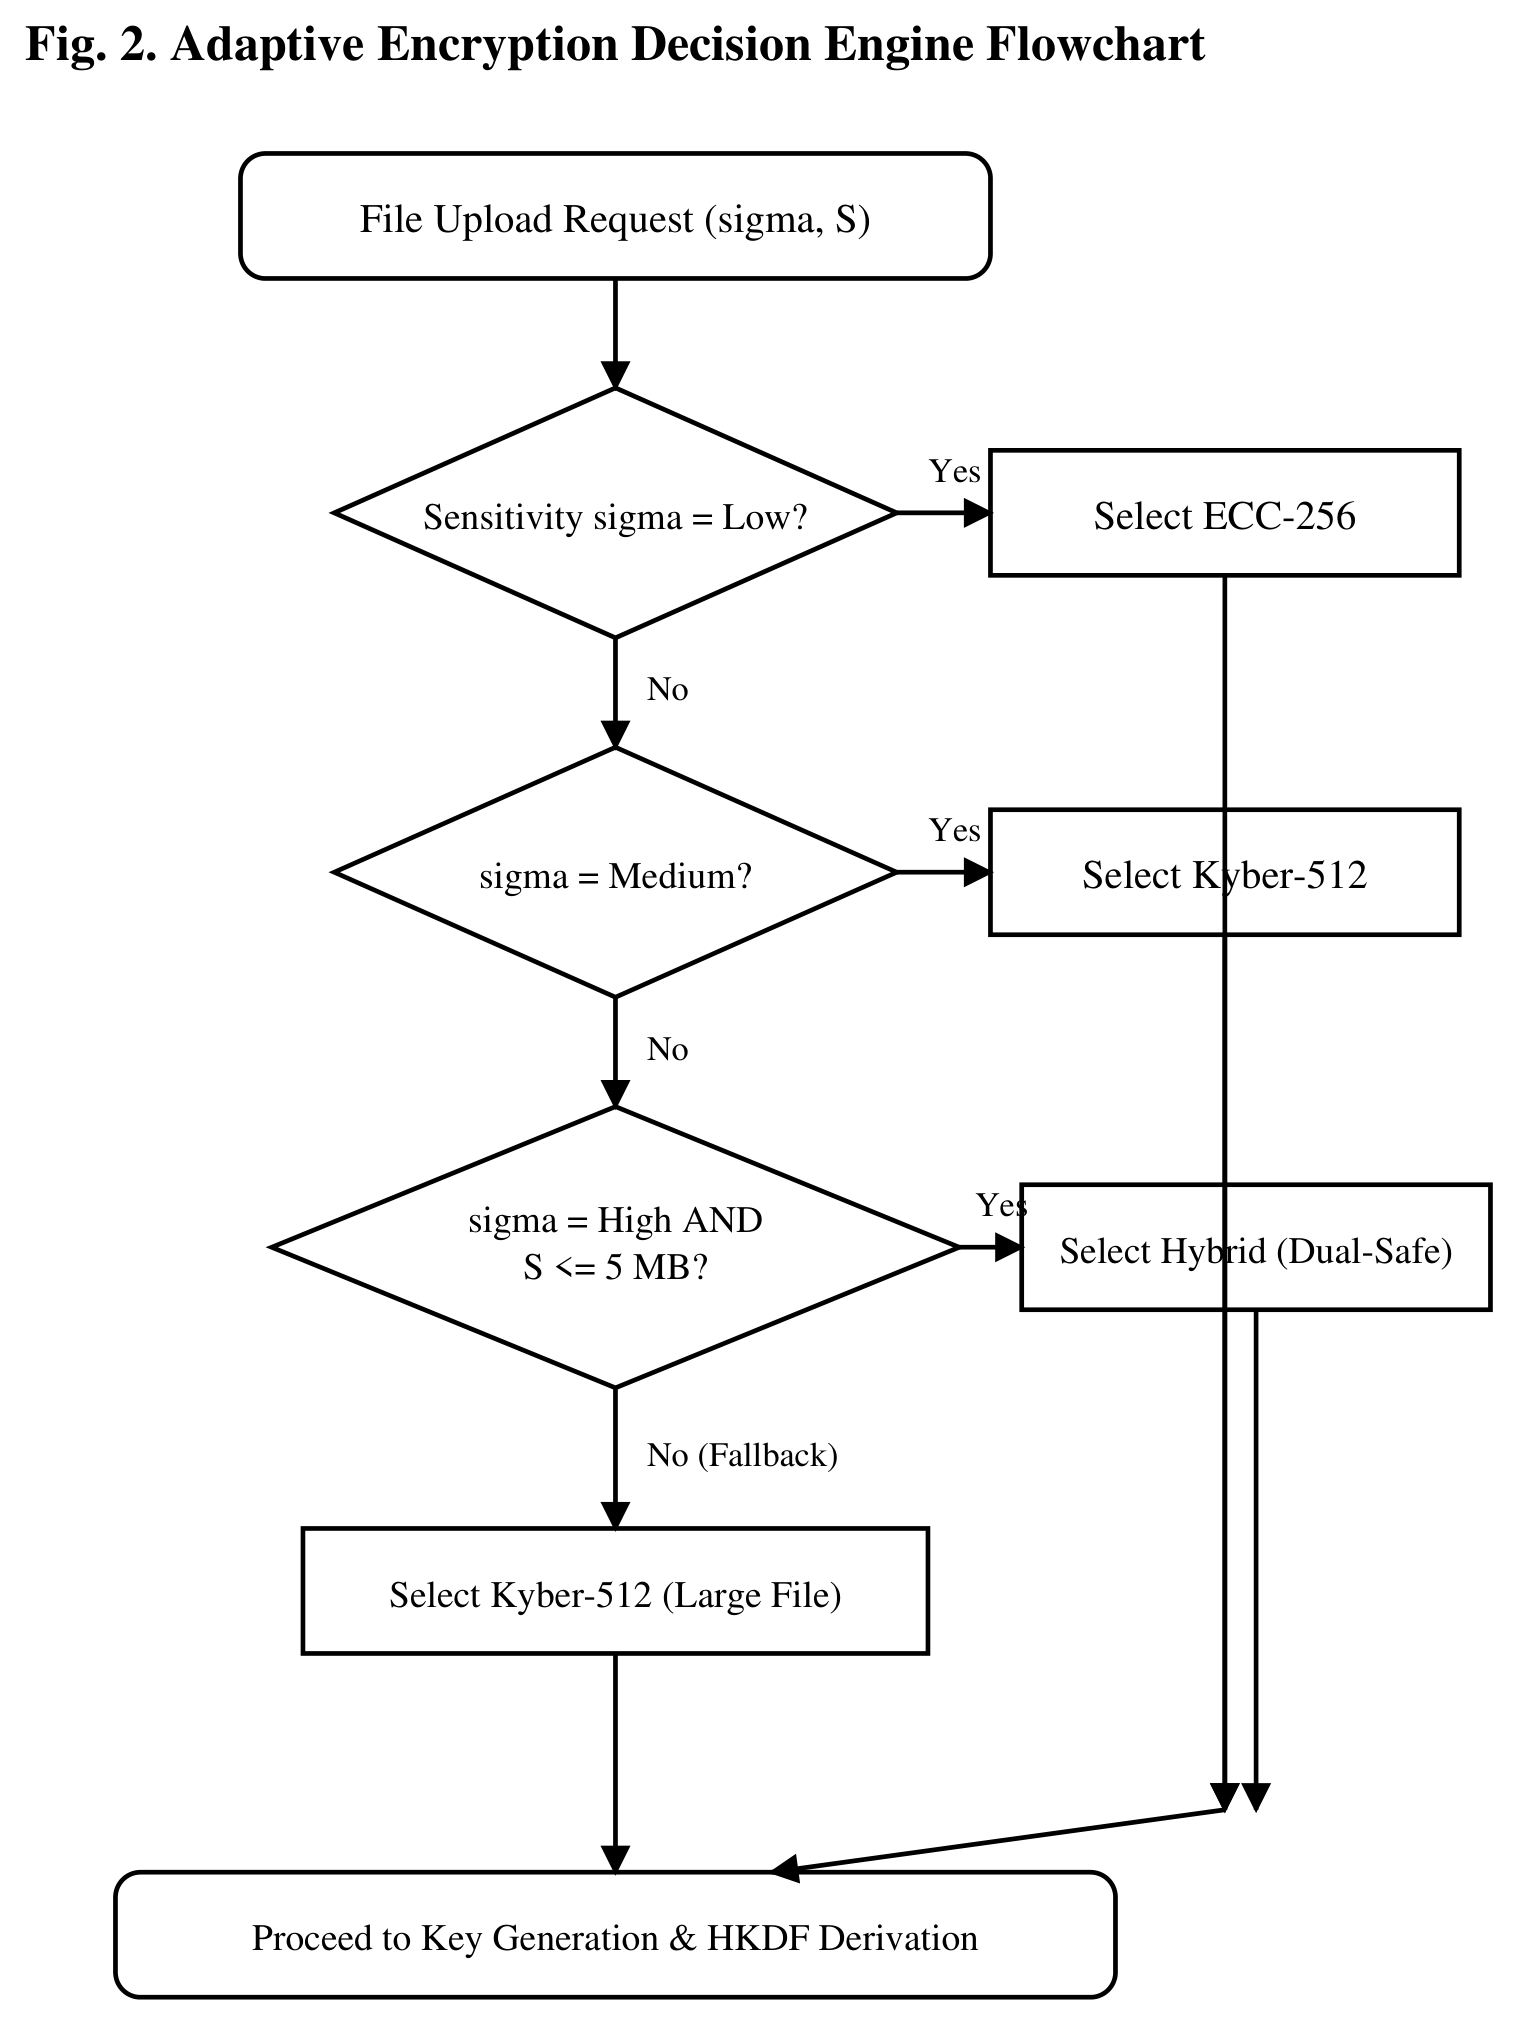 Fig. 2. Adaptive Encryption Decision Engine Flowchart
File Upload Request (sigma, S)
Sensitivity sigma = Low?
Yes
Select ECC-256
No
sigma = Medium?
Yes
Select Kyber-512
No
sigma = High AND
S <= 5 MB?
Yes
Select Hybrid (Dual-Safe)
No (Fallback)
Select Kyber-512 (Large File)
Proceed to Key Generation & HKDF Derivation